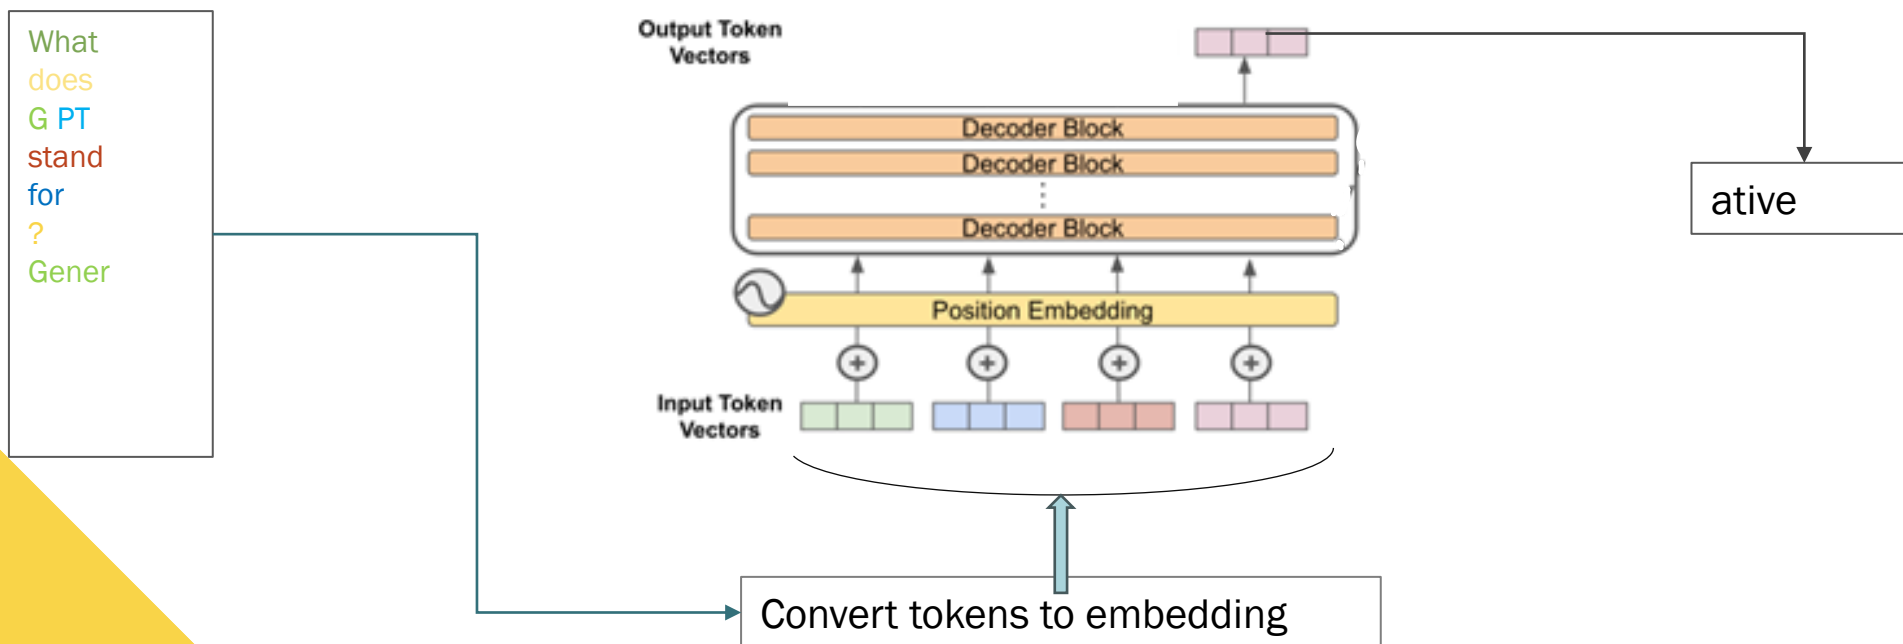 What
does
G PT
stand
for
?
Gener
Output Token
Vectors
Decoder Block
Decoder Block
Decoder Block
Position Embedding
Input Token
Vectors
Convert tokens to embedding
ative